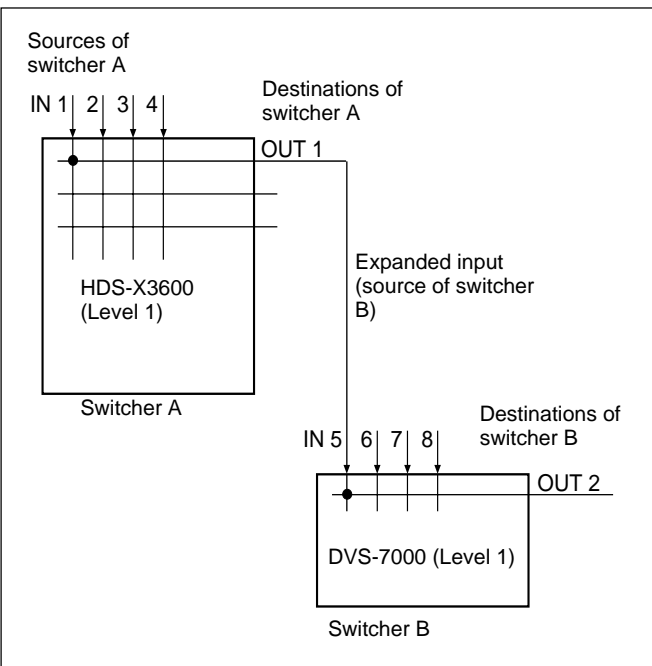 Sources of
switcher A
IN 1 2 3 4
Destinations of
switcher A
OUT 1
HDS-X3600
(Level 1)
Switcher A
Expanded input
(source of switcher
B)
IN 5 6 7 8
Destinations of
switcher B
OUT 2
DVS-7000 (Level 1)
Switcher B